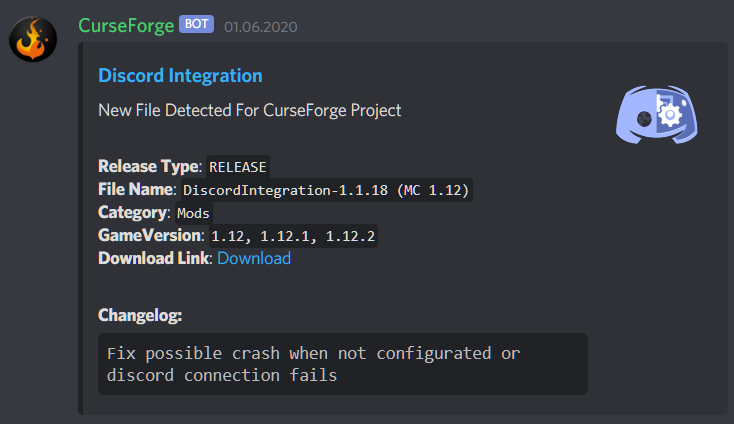 CurseForge BOT 01.06.2020
Discord Integration
New File Detected For CurseForge Project
Release Type: RELEASE
File Name: DiscordIntegration-1.1.18 (MC 1.12)
Category: Mods
GameVersion: 1.12, 1.12.1, 1.12.2
Download Link: Download
Changelog:
Fix possible crash when not configurated or
discord connection fails